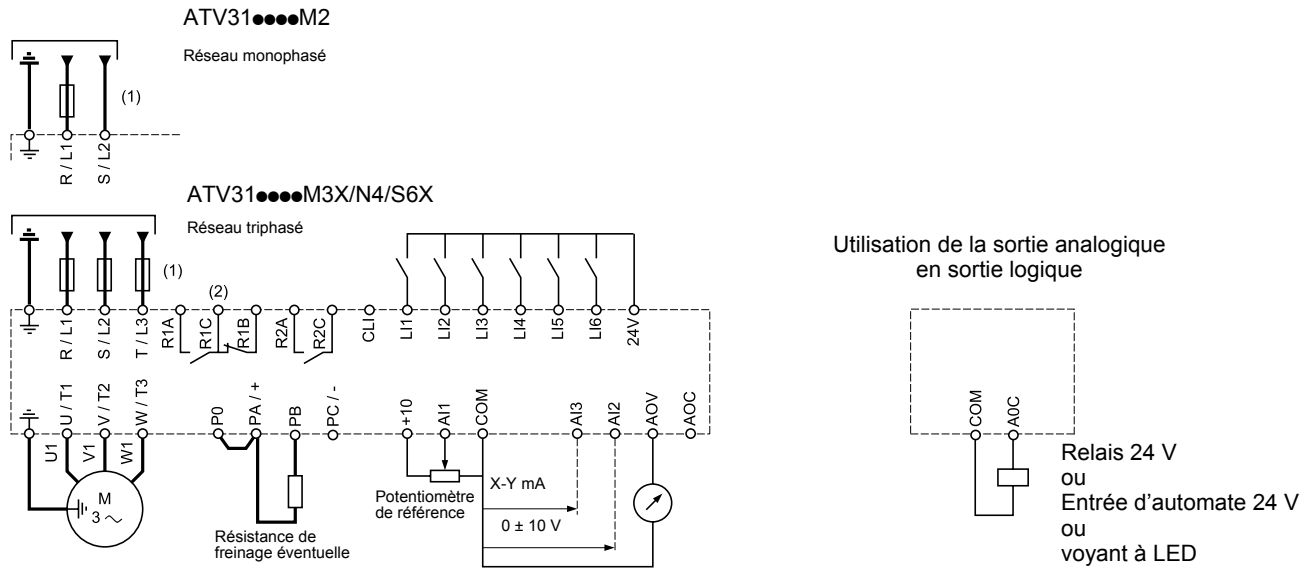 ATV31●●●●M2
Réseau monophasé
(1)
R / L1
S / L2
ATV31●●●●M3X/N4/S6X
Réseau triphasé
(1)
(2)
R / L1
S / L2
T / L3
R1A
R1C
R1B
R2A
R2C
CLI
LI1
LI2
LI3
LI4
LI5
LI6
24V
U / T1
V / T2
W / T3
P0
PA / +
PB
PC / -
+10
AI1
COM
AI3
AI2
AOV
AOC
U1
V1
W1
M
3 ~
Résistance de
freinage éventuelle
Potentiomètre
de référence
X-Y mA
0 ± 10 V
Utilisation de la sortie analogique
en sortie logique
COM
A0C
Relais 24 V
ou
Entrée d’automate 24 V
ou
voyant à LED